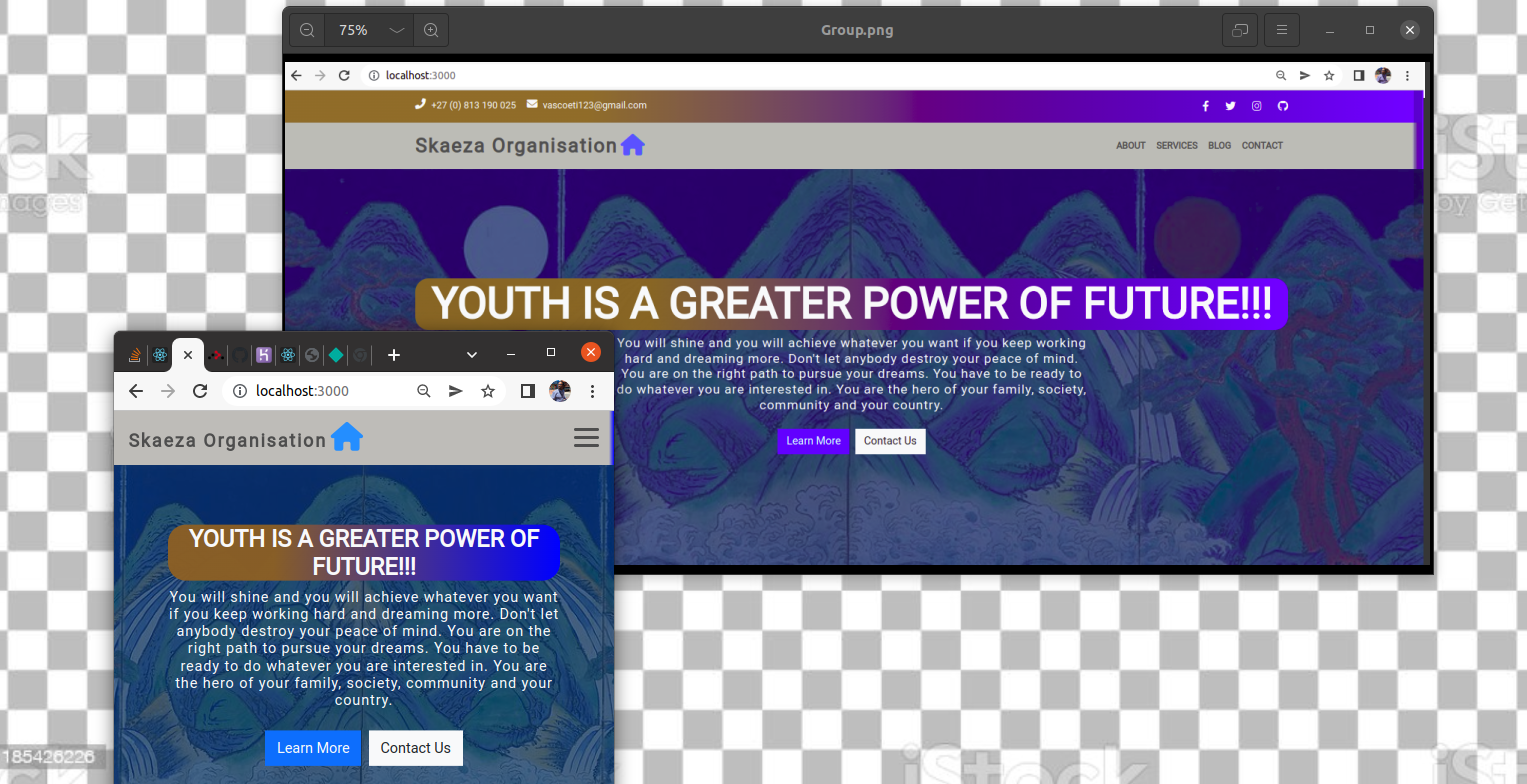 75%
Group.png
localhost:3000
+27 (0) 813 190 025 vascoeti123@gmail.com
Skaeza Organisation
ABOUT SERVICES BLOG CONTACT
YOUTH IS A GREATER POWER OF FUTURE!!!
You will shine and you will achieve whatever you want if you keep working
hard and dreaming more. Don't let anybody destroy your peace of mind.
You are on the right path to pursue your dreams. You have to be ready to
do whatever you are interested in. You are the hero of your family, society,
community and your country.
Learn More Contact Us
localhost:3000
Skaeza Organisation
YOUTH IS A GREATER POWER OF
FUTURE!!!
You will shine and you will achieve whatever you want
if you keep working hard and dreaming more. Don't let
anybody destroy your peace of mind. You are on the
right path to pursue your dreams. You have to be
ready to do whatever you are interested in. You are
the hero of your family, society, community and your
country.
Learn More Contact Us
185426226
iStock